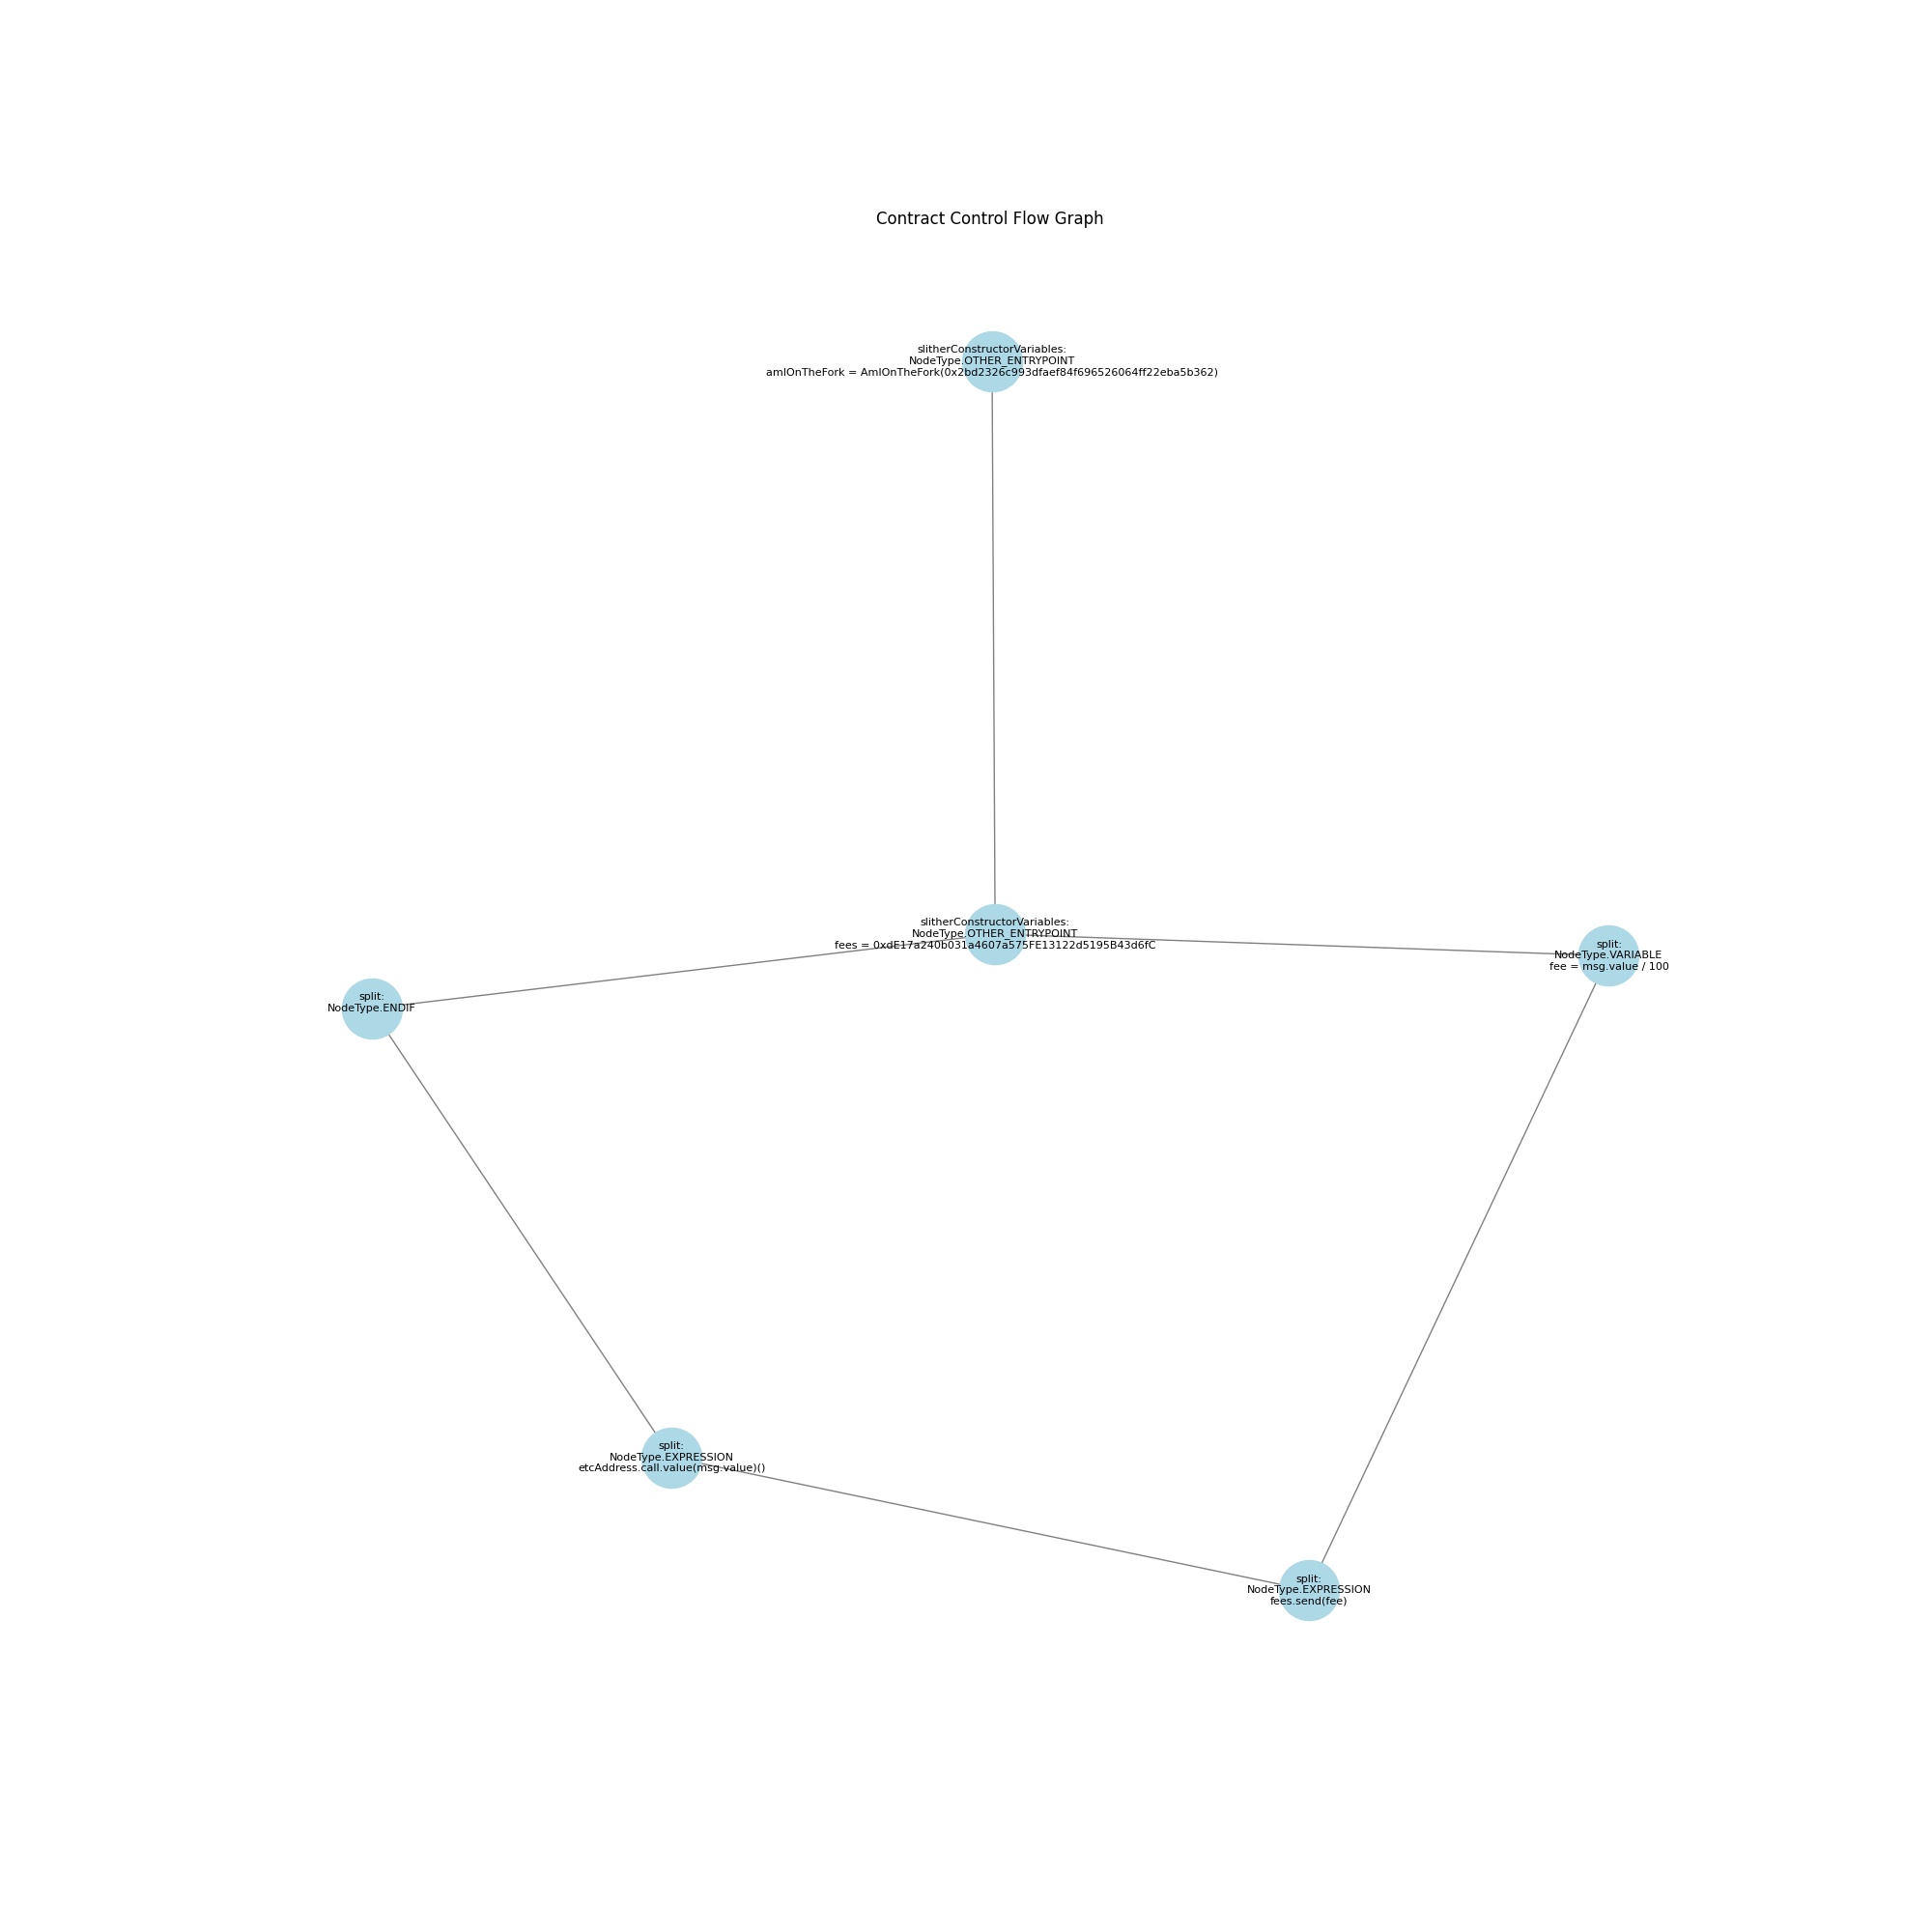 Contract Control Flow Graph
slitherConstructorVariables:
NodeType.OTHER_ENTRYPOINT
amIOnTheFork = AmIOnTheFork(0x2bd2326c993dfaef84f696526064ff22eba5b362)
slitherConstructorVariables:
NodeType.OTHER_ENTRYPOINT
fees = 0xdE17a240b031a4607a575FE13122d5195B43d6fC
split:
NodeType.VARIABLE
fee = msg.value / 100
split:
NodeType.ENDIF
split:
NodeType.EXPRESSION
etcAddress.call.value(msg.value)()
split:
NodeType.EXPRESSION
fees.send(fee)